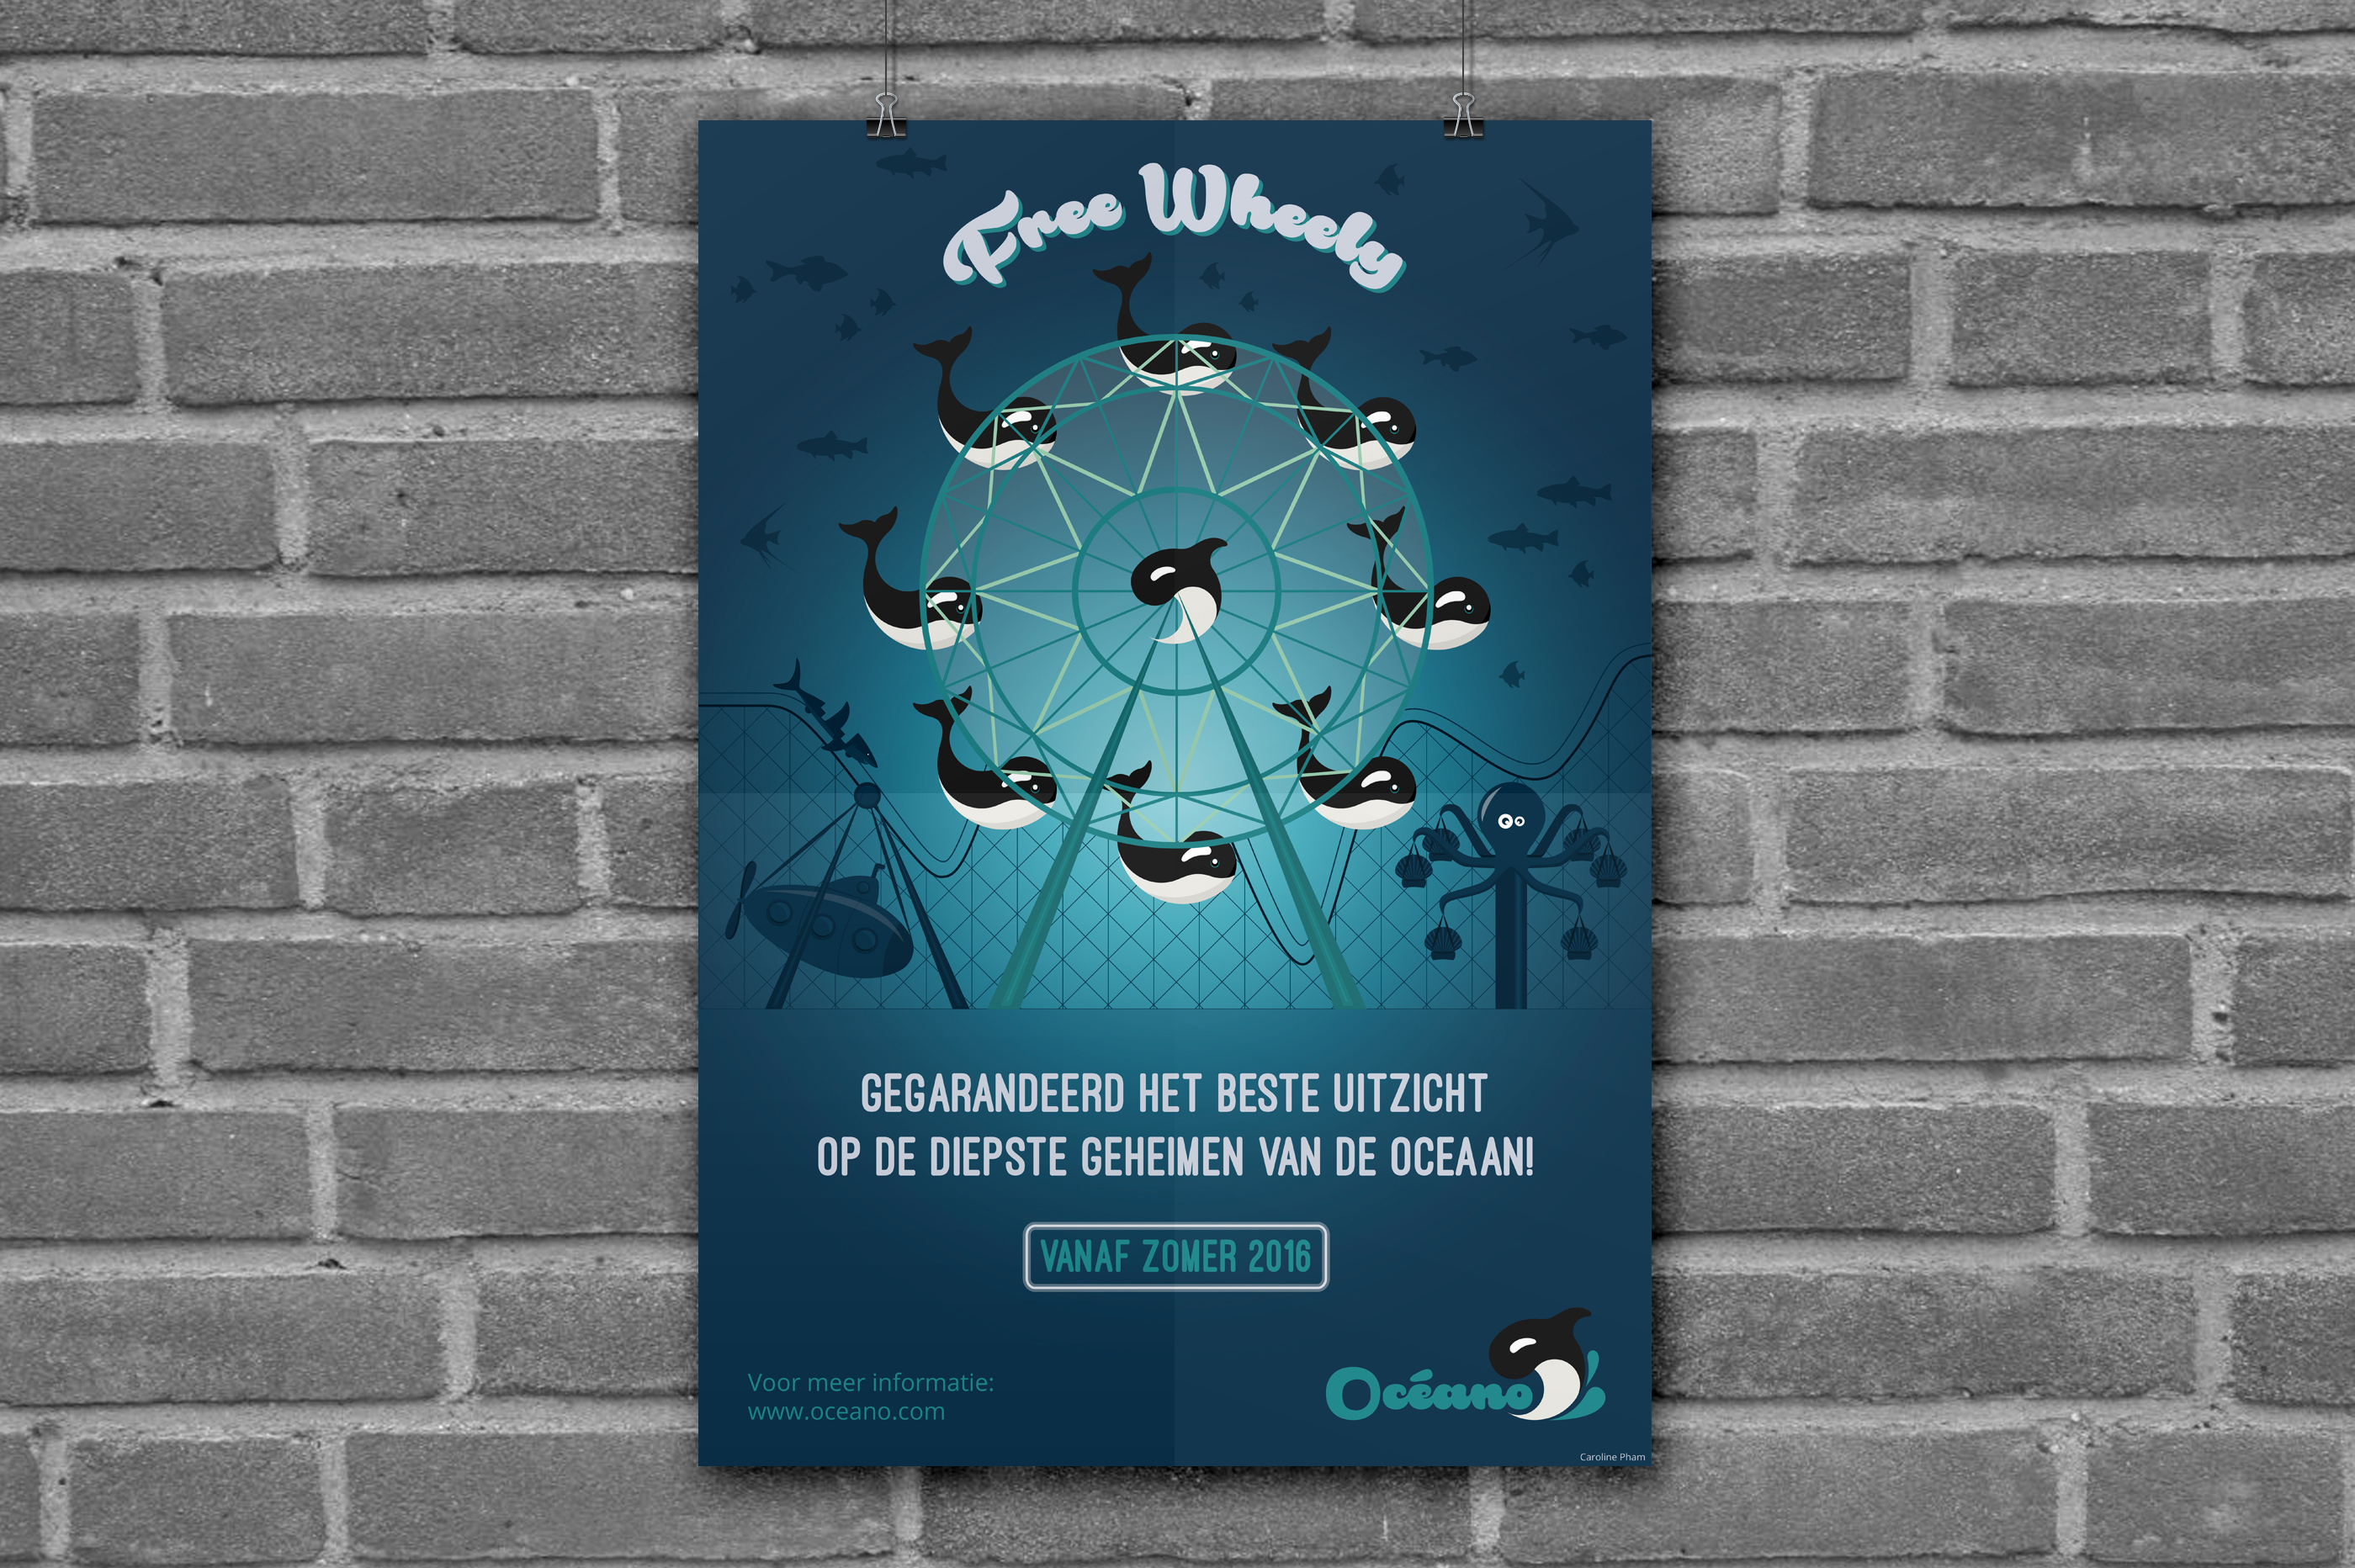 Free Wheely
GEGARANDEERD HET BESTE UITZICHT
OP DE DIEPSTE GEHEIMEN VAN DE OCEAAN!
VANAF ZOMER 2016
Voor meer informatie:
www.oceano.com
Océano
Caroline Pham